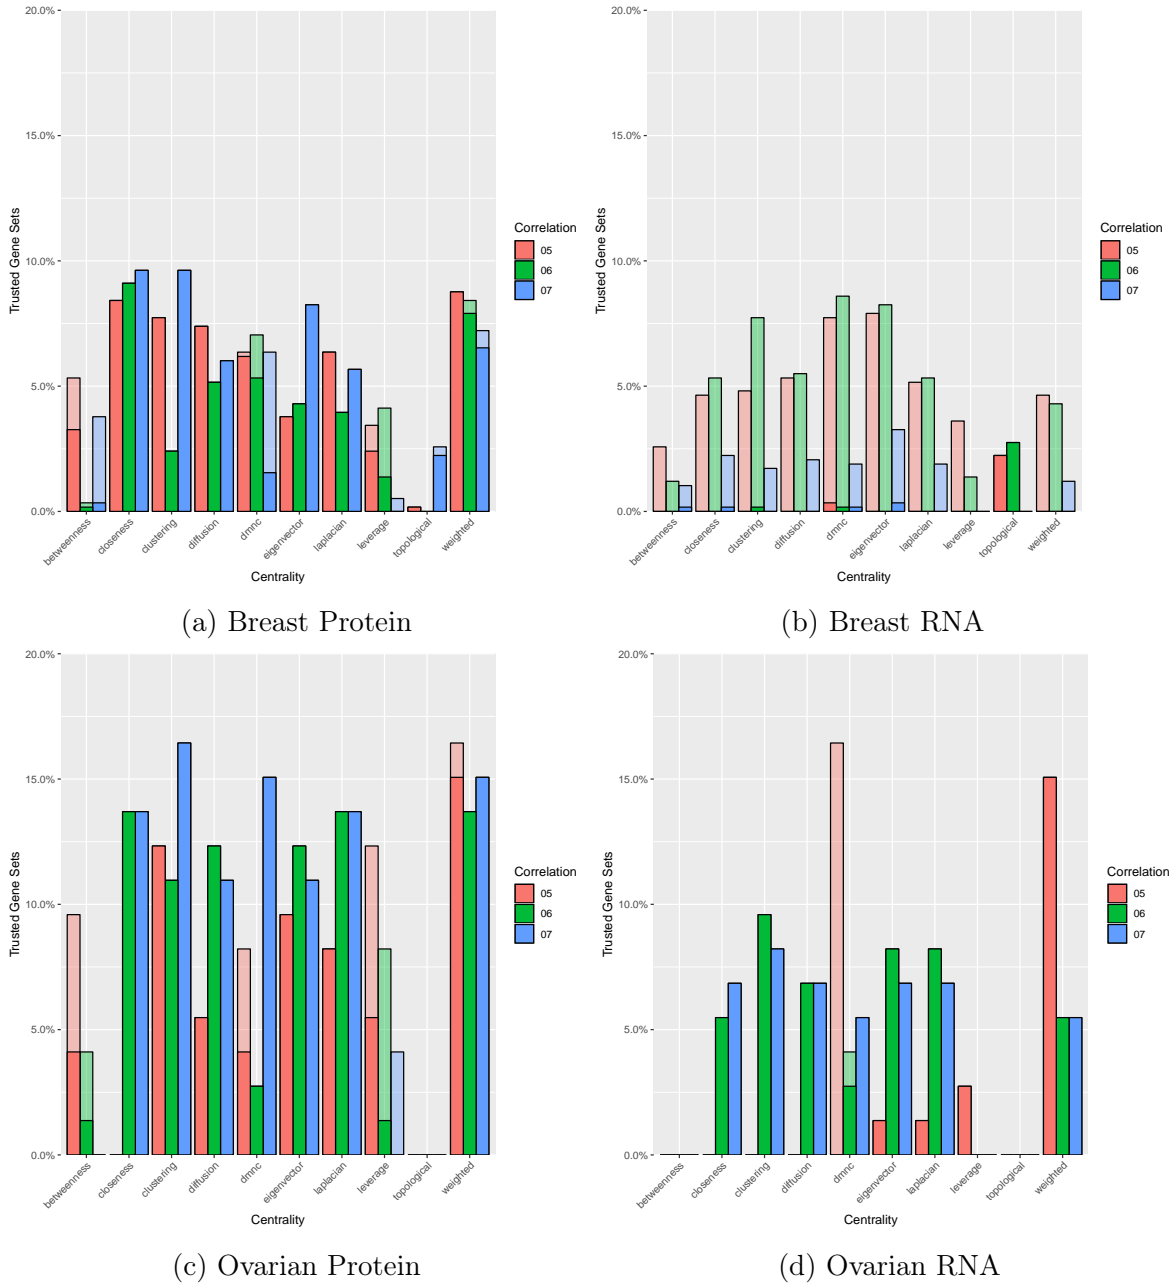 20.0%
15.0%
10.0%
5.0%
0.0%
Trusted Gene Sets
betweenness
closeness
clustering
diffusion
dmnc
eigenvector
laplacian
leverage
topological
weighted
Centrality
Correlation
05
06
07
(a) Breast Protein
20.0%
15.0%
10.0%
5.0%
0.0%
Trusted Gene Sets
betweenness
closeness
clustering
diffusion
dmnc
eigenvector
laplacian
leverage
topological
weighted
Centrality
Correlation
05
06
07
(b) Breast RNA
20.0%
15.0%
10.0%
5.0%
0.0%
Trusted Gene Sets
betweenness
closeness
clustering
diffusion
dmnc
eigenvector
laplacian
leverage
topological
weighted
Centrality
Correlation
05
06
07
(c) Ovarian Protein
20.0%
15.0%
10.0%
5.0%
0.0%
Trusted Gene Sets
betweenness
closeness
clustering
diffusion
dmnc
eigenvector
laplacian
leverage
topological
weighted
Centrality
Correlation
05
06
07
(d) Ovarian RNA